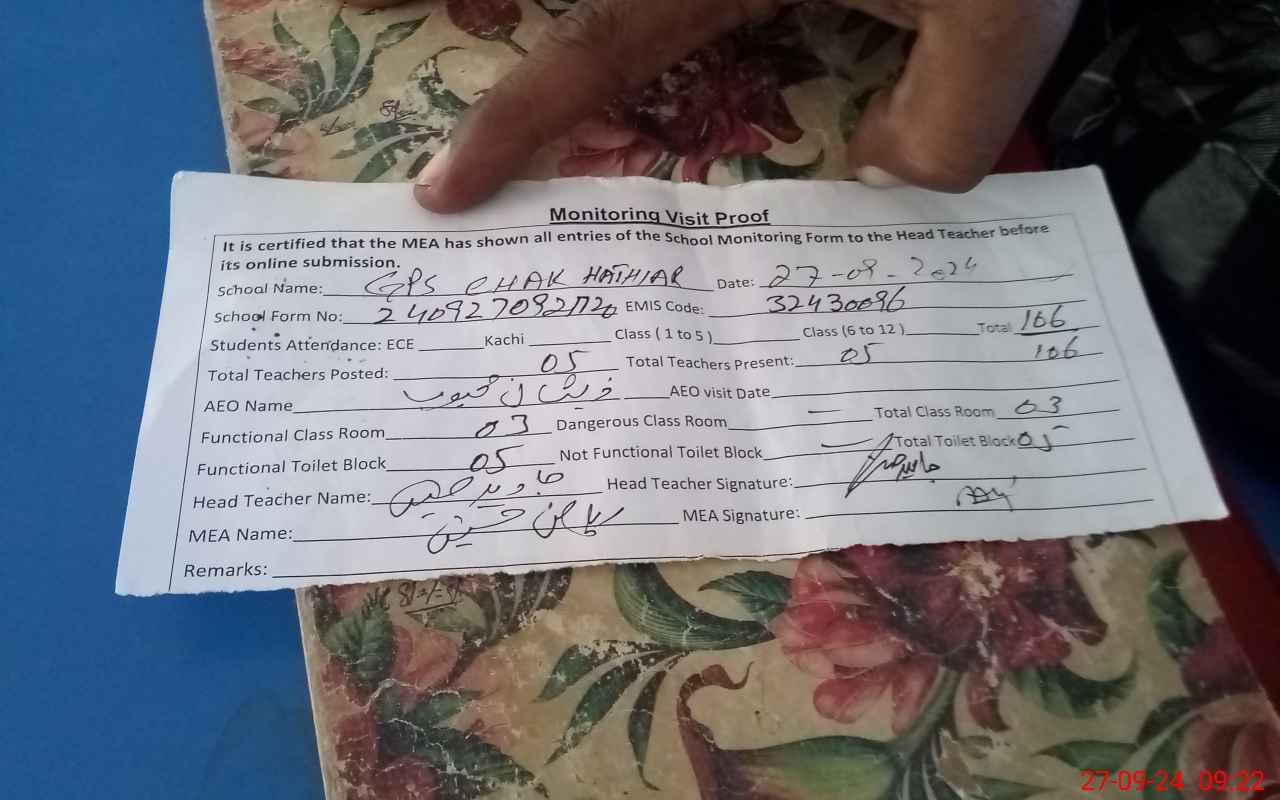 Monitoring Visit Proof
It is certified that the MEA has shown all entries of the School Monitoring Form to the Head Teacher before
its online submission.
School Name: GPS CHAK HATHIAR Date: 27-09-2024
School Form No: EMIS Code: 32430096
Students Attendance: ECE Kachi Class ( 1 to 5 ) Class (6 to 12 ) Total 106
Total Teachers Posted: 05 Total Teachers Present: 05 106
AEO Name AEO visit Date
Functional Class Room 03 Dangerous Class Room — Total Class Room 03
Functional Toilet Block 05 Not Functional Toilet Block — Total Toilet Block 05
Head Teacher Name: جاوید حسین Head Teacher Signature:
MEA Name: MEA Signature:
Remarks:
27-09-24 09:22